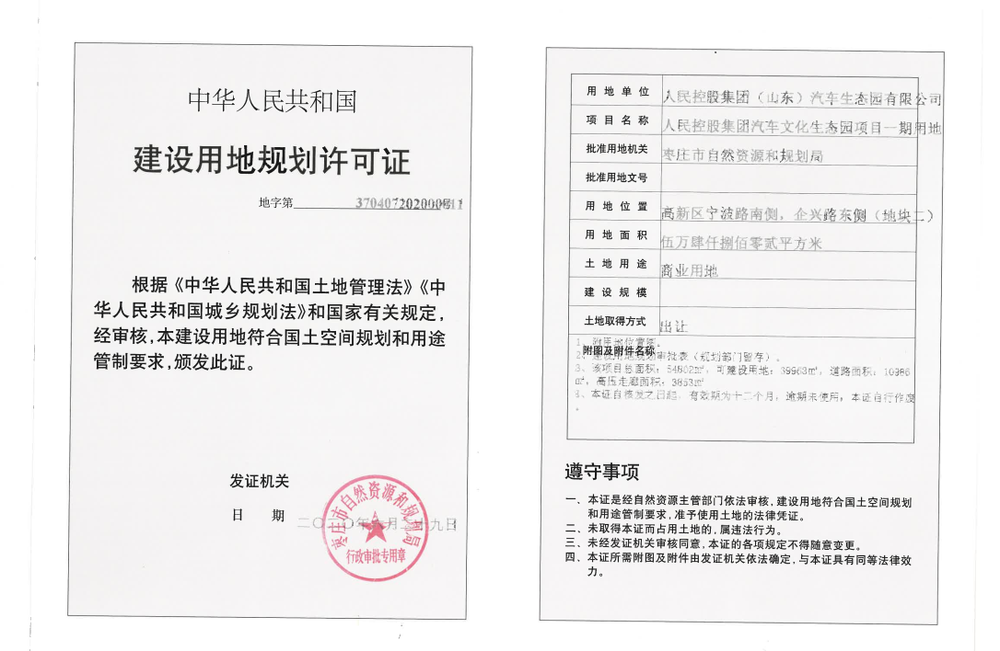 中华人民共和国
建设用地规划许可证
地字第 370407202000011 号
根据《中华人民共和国土地管理法》《中
华人民共和国城乡规划法》和国家有关规定，
经审核，本建设用地符合国土空间规划和用途
管制要求，颁发此证。
发证机关
日 期
二〇二〇年 月二十九日
枣庄市自然资源和规划局
行政审批专用章
用地单位 人民控股集团（山东）汽车生态园有限公司
项目名称 人民控股集团汽车文化生态园项目一期用地
批准用地机关 枣庄市自然资源和规划局
批准用地文号
用地位置 高新区宁波路南侧，企兴路东侧（地块二）
用地面积 伍万肆仟捌佰零贰平方米
土地用途 商业用地
建设规模
土地取得方式 出让
附图及附件名称
1、附用地位置图。
2、建设用地规划审批表（规划部门留存）。
3、该项目总面积：54802㎡，可建设用地：39963㎡，道路面积：10986
㎡，高压走廊面积：3853㎡
4、本证自核发之日起，有效期为十二个月，逾期未使用，本证自行作废
。
遵守事项
一、本证是经自然资源主管部门依法审核，建设用地符合国土空间规划
和用途管制要求，准予使用土地的法律凭证。
二、未取得本证而占用土地的，属违法行为。
三、未经发证机关审核同意，本证的各项规定不得随意变更。
四、本证所需附图及附件由发证机关依法确定，与本证具有同等法律效
力。